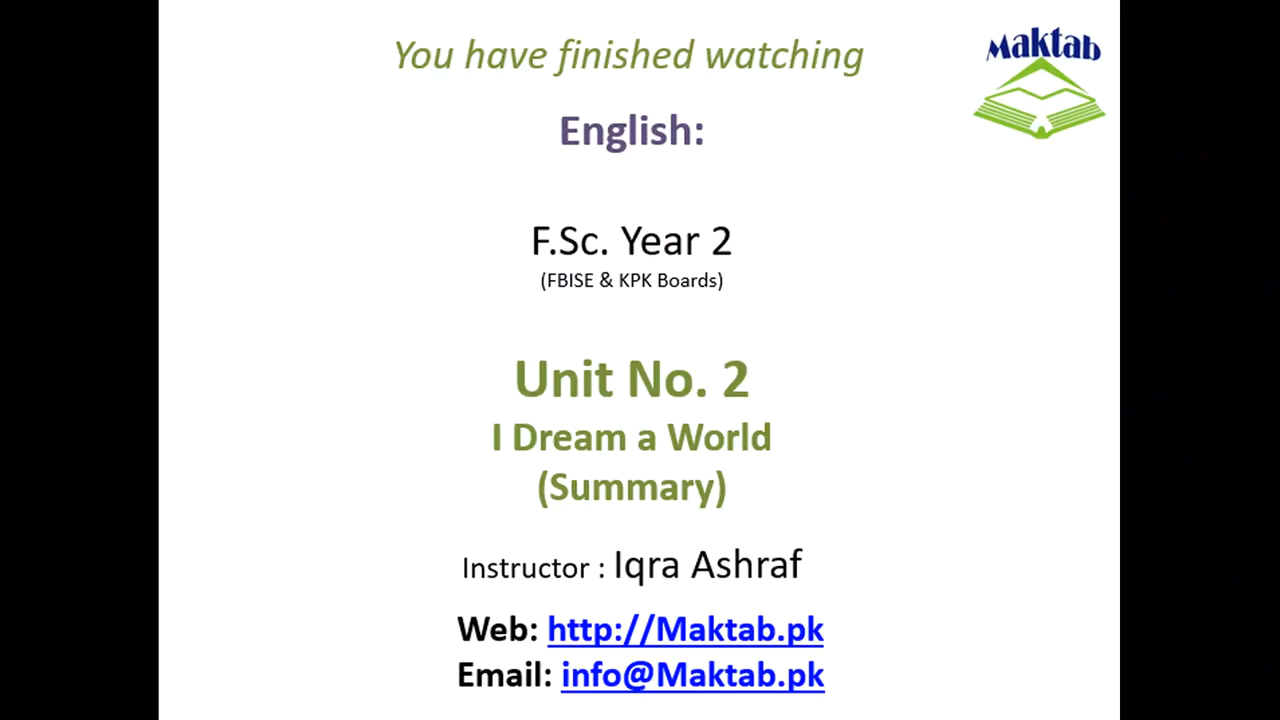 You have finished watching
Maktab
English:
F.Sc. Year 2
(FBISE & KPK Boards)
Unit No. 2
I Dream a World
(Summary)
Instructor : Iqra Ashraf
Web: http://Maktab.pk
Email: info@Maktab.pk